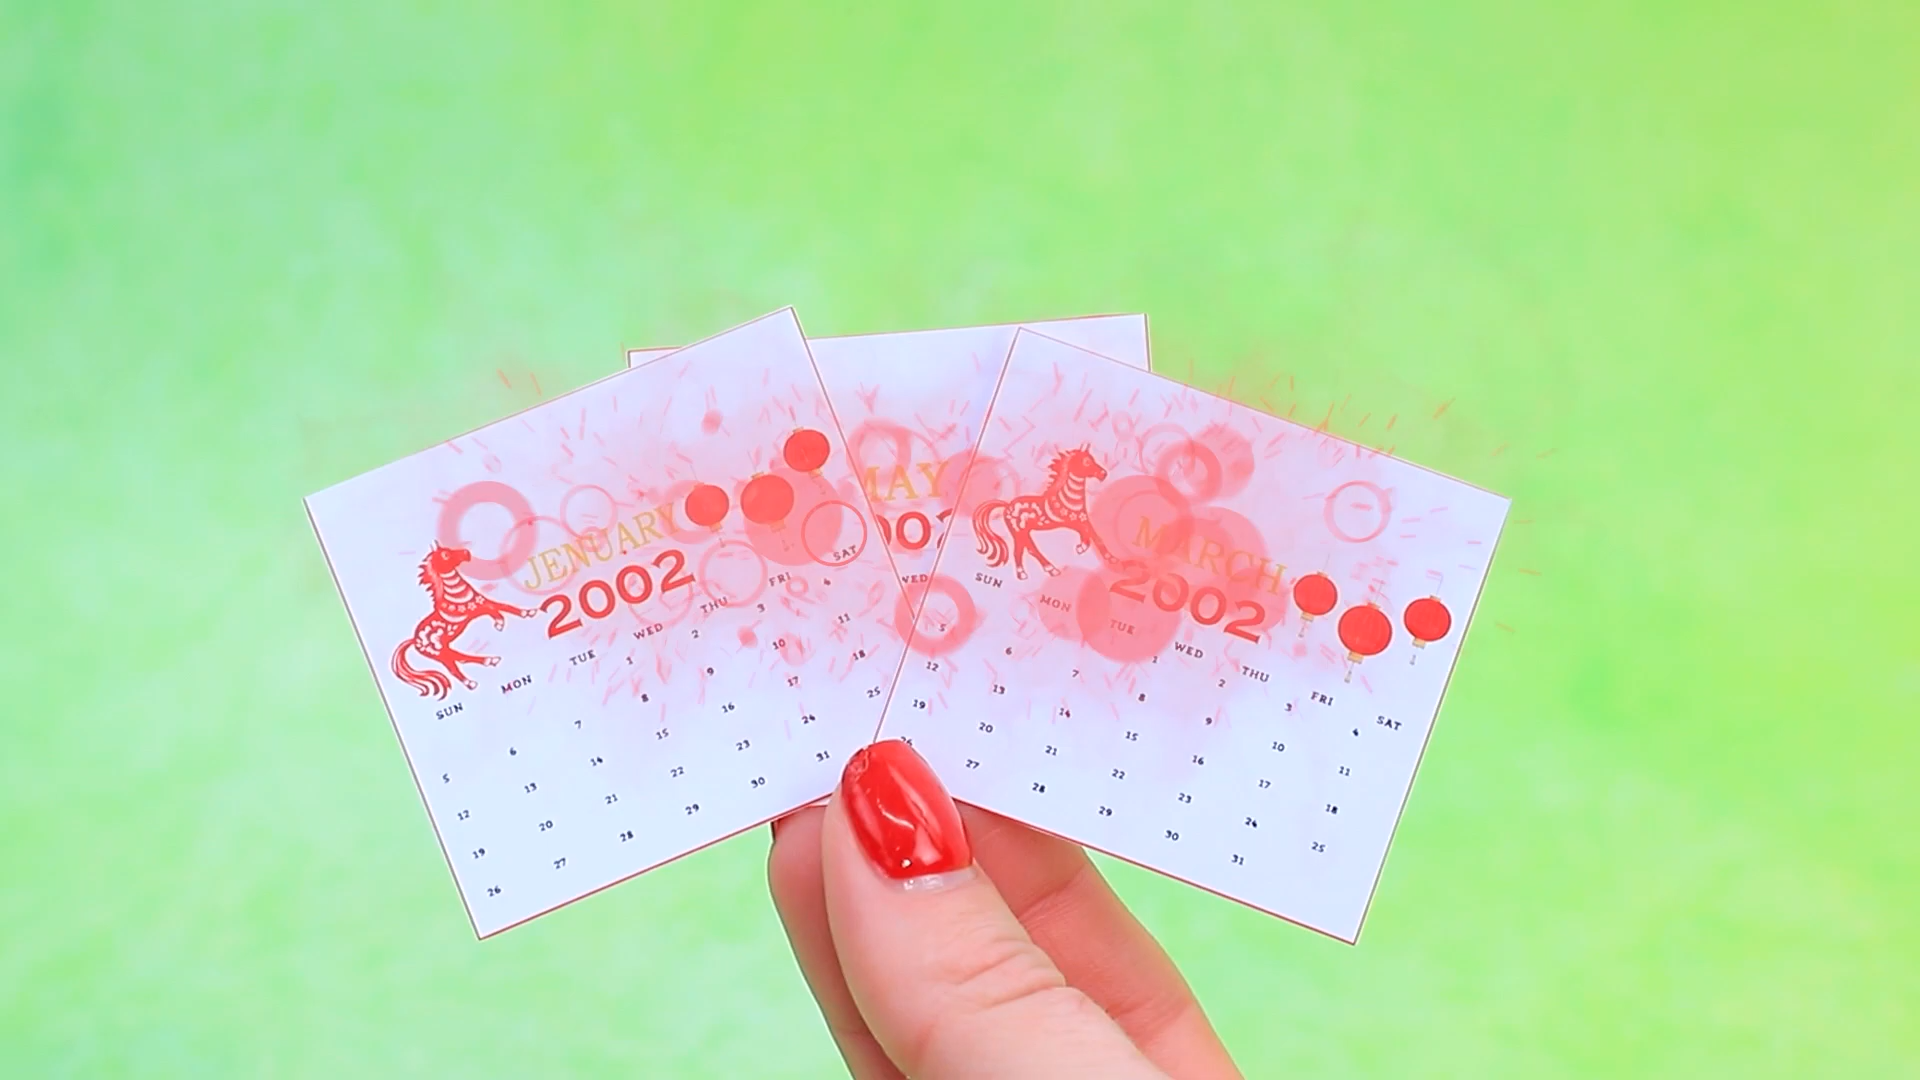 JENUARY
2002
SUN MON TUE WED THU FRI SAT
1 2 3 4
5 6 7 8 9 10 11
12 13 14 15 16 17 18
19 20 21 22 23 24 25
26 27 28 29 30 31
MAY
002
WED
MARCH
2002
SUN MON TUE WED THU FRI SAT
1 2 3 4
5 6 7 8 9 10 11
12 13 14 15 16 17 18
19 20 21 22 23 24 25
26 27 28 29 30 31